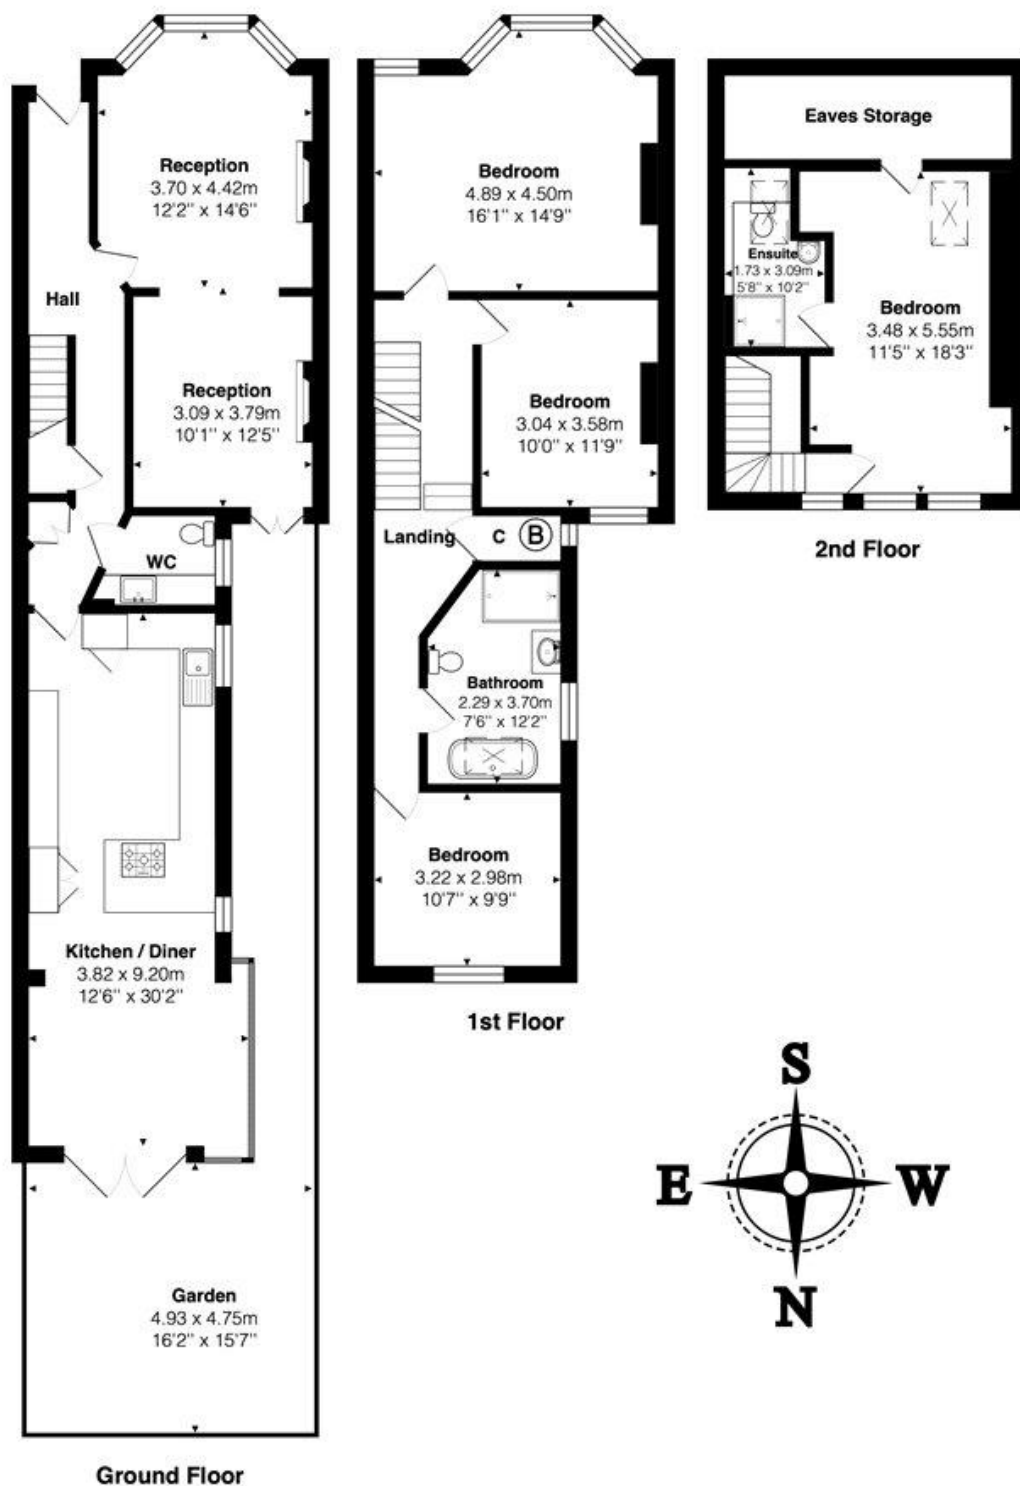 Reception
3.70 x 4.42m
12'2" x 14'6"
Hall
Reception
3.09 x 3.79m
10'1" x 12'5"
WC
Kitchen / Diner
3.82 x 9.20m
12'6" x 30'2"
Garden
4.93 x 4.75m
16'2" x 15'7"
Ground Floor
Bedroom
4.89 x 4.50m
16'1" x 14'9"
Bedroom
3.04 x 3.58m
10'0" x 11'9"
Landing
C
B
Bathroom
2.29 x 3.70m
7'6" x 12'2"
Bedroom
3.22 x 2.98m
10'7" x 9'9"
1st Floor
Eaves Storage
Ensuite
1.73 x 3.09m
5'8" x 10'2"
Bedroom
3.48 x 5.55m
11'5" x 18'3"
2nd Floor
S
E
W
N